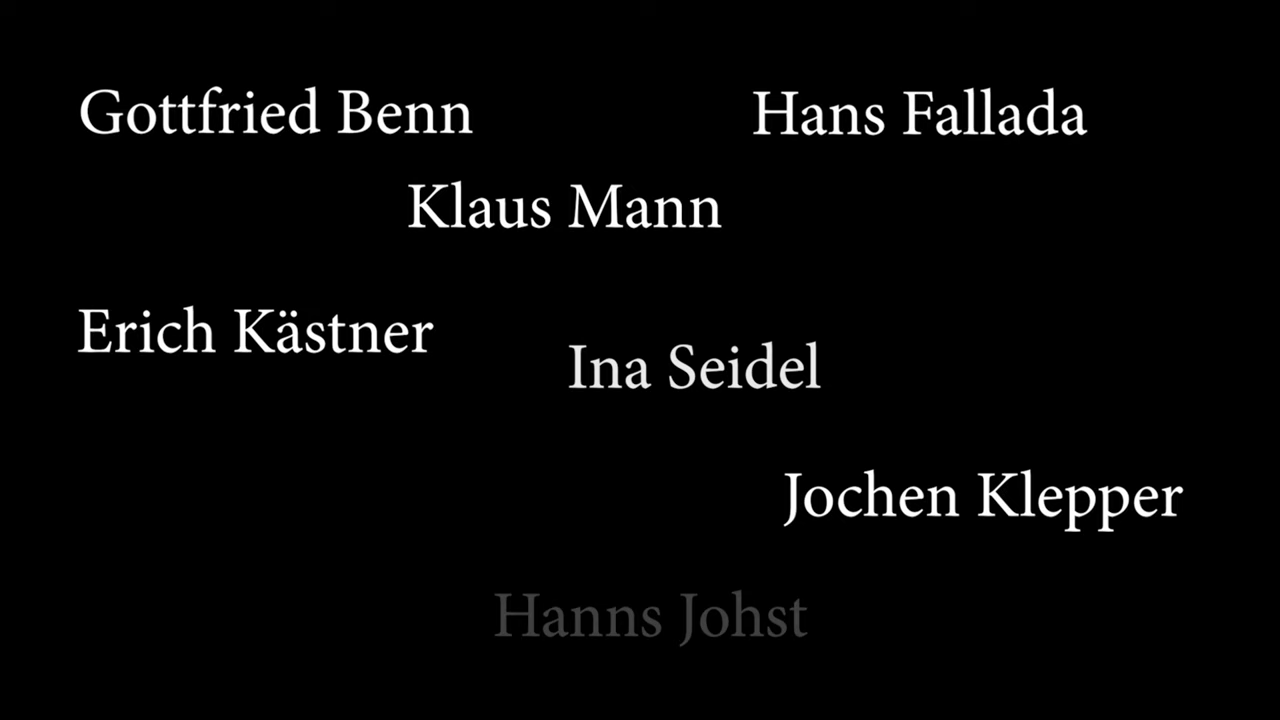 Gottfried Benn
Hans Fallada
Klaus Mann
Erich Kästner
Ina Seidel
Jochen Klepper
Hanns Johst